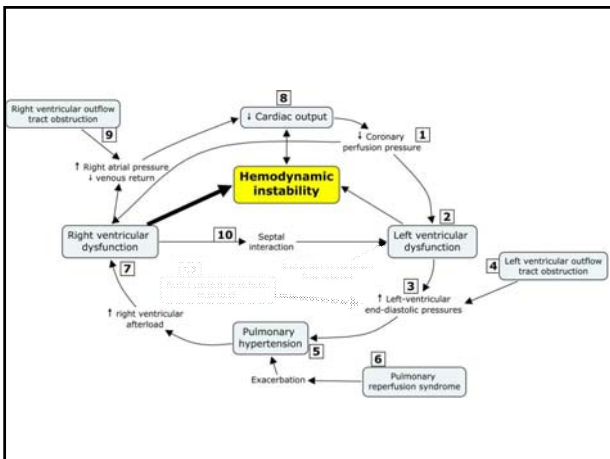 8
Right ventricular outflow
tract obstruction
9
↓ Cardiac output
↓ Coronary
perfusion pressure
1
↑ Right atrial pressure
↓ venous return
Hemodynamic
instability
2
Right ventricular
dysfunction
10
Septal
interaction
Left ventricular
dysfunction
7
3
4
Left ventricular outflow
tract obstruction
↑ Left-ventricular
end-diastolic pressures
↑ right ventricular
afterload
Pulmonary
hypertension
5
6
Exacerbation
Pulmonary
reperfusion syndrome